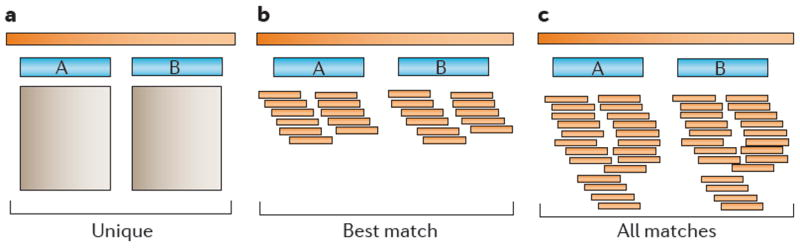 a b c
A B A B A B
Unique Best match All matches